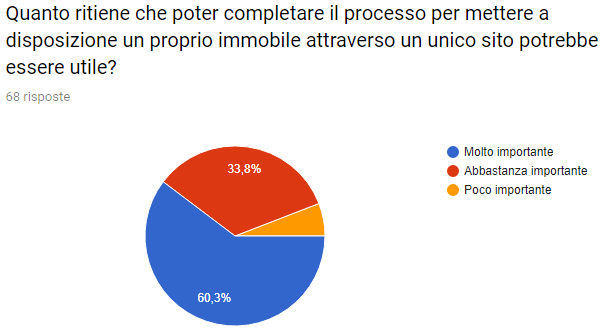 Quanto ritiene che poter completare il processo per mettere a
disposizione un proprio immobile attraverso un unico sito potrebbe
essere utile?
68 risposte
33,8%
60,3%
Molto importante
Abbastanza importante
Poco importante